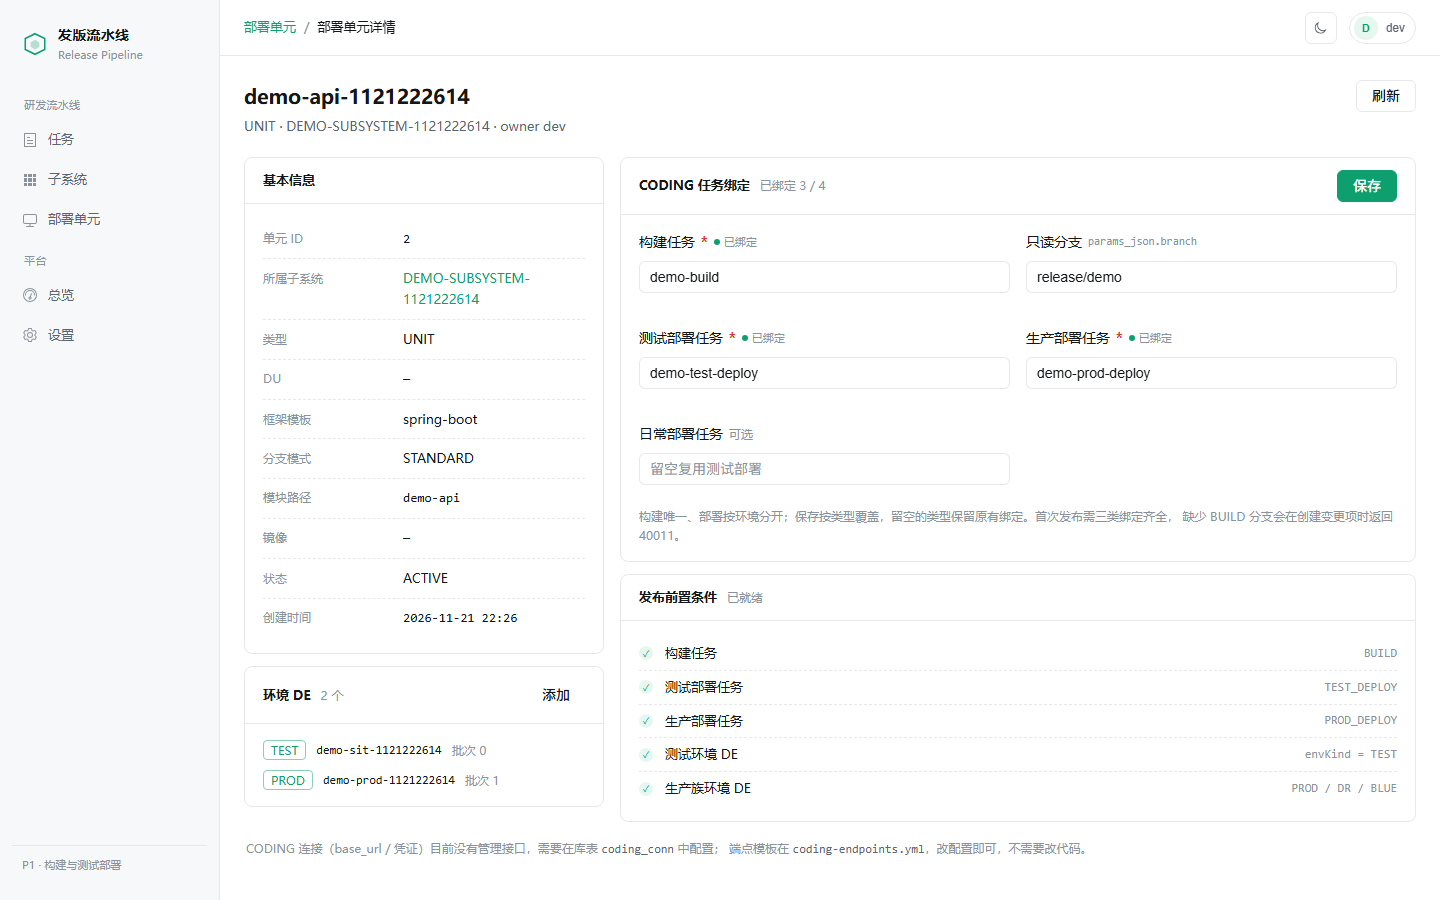 发版流水线
Release Pipeline
研发流水线
任务
子系统
部署单元
平台
总览
设置
P1 · 构建与测试部署
部署单元 / 部署单元详情
D dev
demo-api-1121222614
UNIT · DEMO-SUBSYSTEM-1121222614 · owner dev
刷新
基本信息
单元 ID 2
所属子系统 DEMO-SUBSYSTEM-
1121222614
类型 UNIT
DU –
框架模板 spring-boot
分支模式 STANDARD
模块路径 demo-api
镜像 –
状态 ACTIVE
创建时间 2026-11-21 22:26
环境 DE 2 个 添加
TEST demo-sit-1121222614 批次 0
PROD demo-prod-1121222614 批次 1
CODING 任务绑定 已绑定 3 / 4 保存
构建任务 * 已绑定
demo-build
只读分支 params_json.branch
release/demo
测试部署任务 * 已绑定
demo-test-deploy
生产部署任务 * 已绑定
demo-prod-deploy
日常部署任务 可选
留空复用测试部署
构建唯一、部署按环境分开；保存按类型覆盖，留空的类型保留原有绑定。首次发布需三类绑定齐全， 缺少 BUILD 分支会在创建变更项时返回
40011。
发布前置条件 已就绪
✓ 构建任务 BUILD
✓ 测试部署任务 TEST_DEPLOY
✓ 生产部署任务 PROD_DEPLOY
✓ 测试环境 DE envKind = TEST
✓ 生产族环境 DE PROD / DR / BLUE
CODING 连接（base_url / 凭证）目前没有管理接口，需要在库表 coding_conn 中配置； 端点模板在 coding-endpoints.yml，改配置即可，不需要改代码。